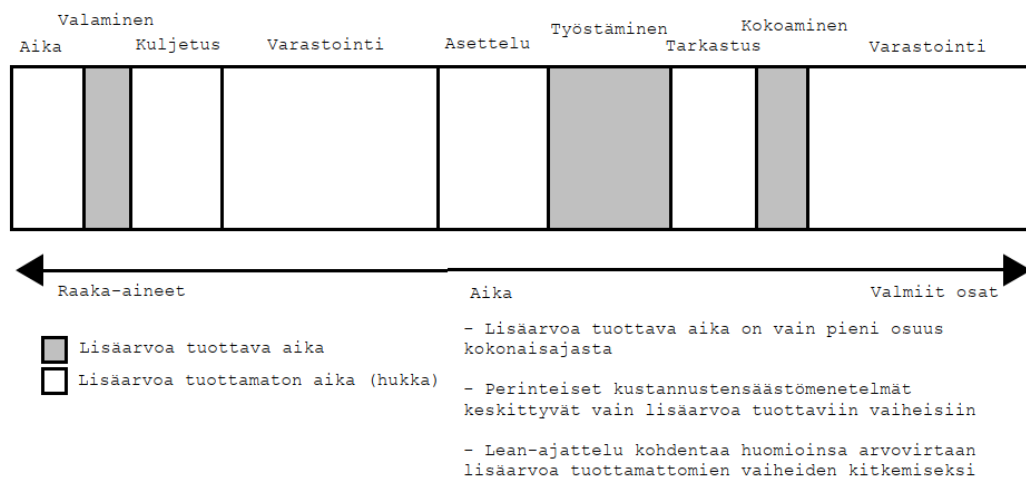 Valaminen
Aika
Kuljetus
Varastointi
Asettelu
Työstäminen
Tarkastus
Kokoaminen
Varastointi
Raaka-aineet
Aika
Valmiit osat
Lisäarvoa tuottava aika
Lisäarvoa tuottamaton aika (hukka)
- Lisäarvoa tuottava aika on vain pieni osuus
kokonaisajasta
- Perinteiset kustannustensäästömenetelmät
keskittyvät vain lisäarvoa tuottaviin vaiheisiin
- Lean-ajattelu kohdentaa huomioinsa arvovirtaan
lisäarvoa tuottamattomien vaiheiden kitkemiseksi